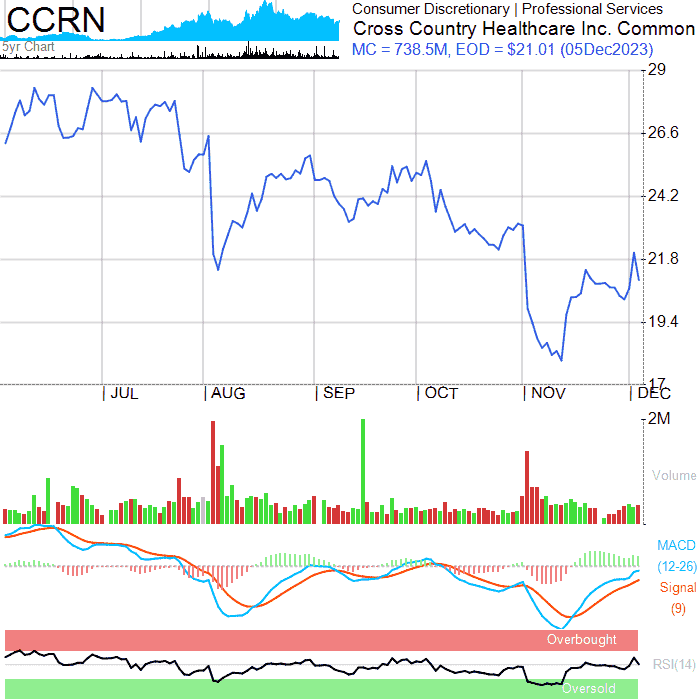 CCRN
5yr Chart
Consumer Discretionary | Professional Services
Cross Country Healthcare Inc. Common
MC = 738.5M, EOD = $21.01 (05Dec2023)
29
26.6
24.2
21.8
19.4
17
JUL
AUG
SEP
OCT
NOV
DEC
2M
Volume
MACD
(12-26)
Signal
(9)
Overbought
RSI(14)
Oversold